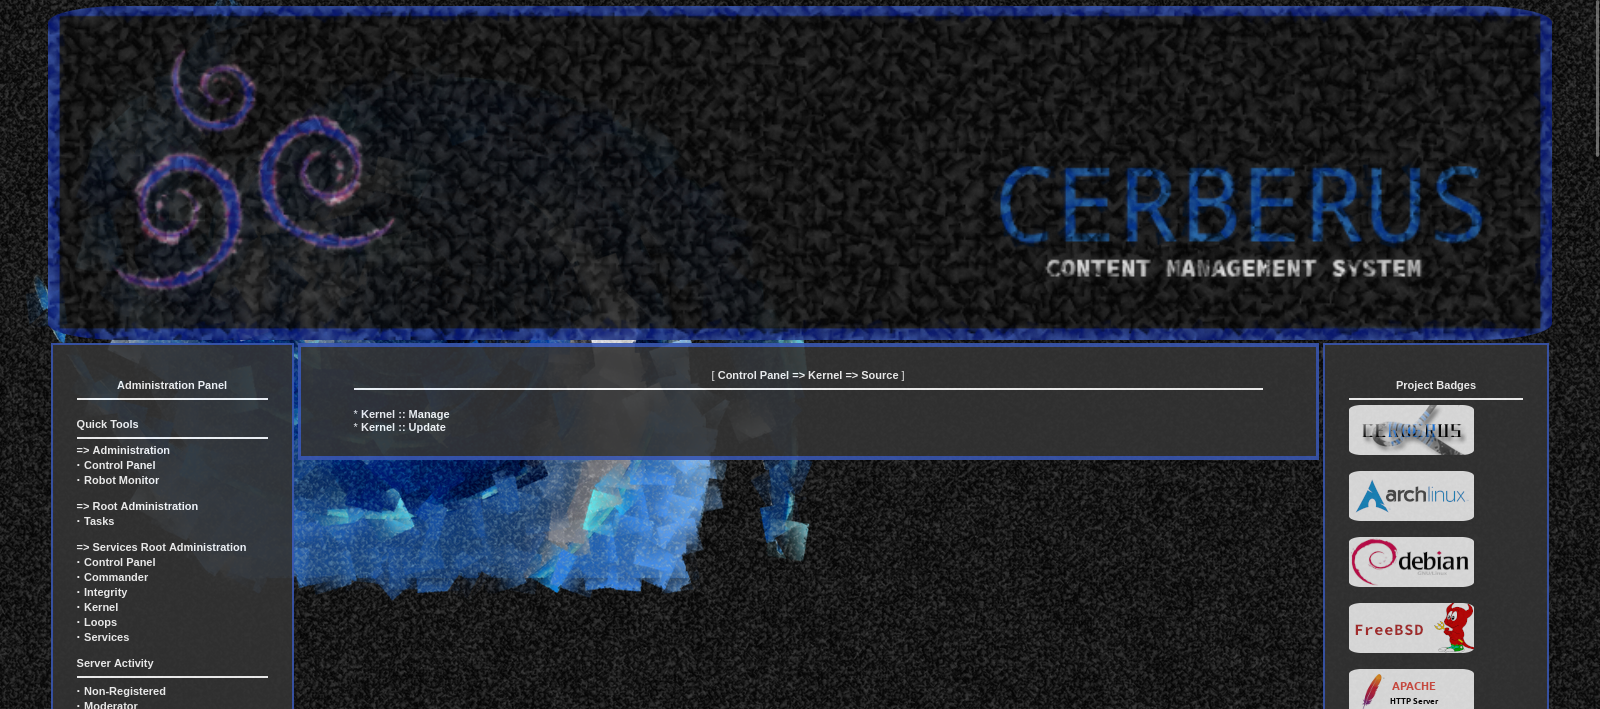 CERBERUS
CONTENT MANAGEMENT SYSTEM
Administration Panel
Quick Tools
=> Administration
· Control Panel
· Robot Monitor
=> Root Administration
· Tasks
=> Services Root Administration
· Control Panel
· Commander
· Integrity
· Kernel
· Loops
· Services
Server Activity
· Non-Registered
· Moderator
[ Control Panel => Kernel => Source ]
* Kernel :: Manage
* Kernel :: Update
Project Badges
CERBERUS
archlinux
debian
FreeBSD
APACHE
HTTP Server